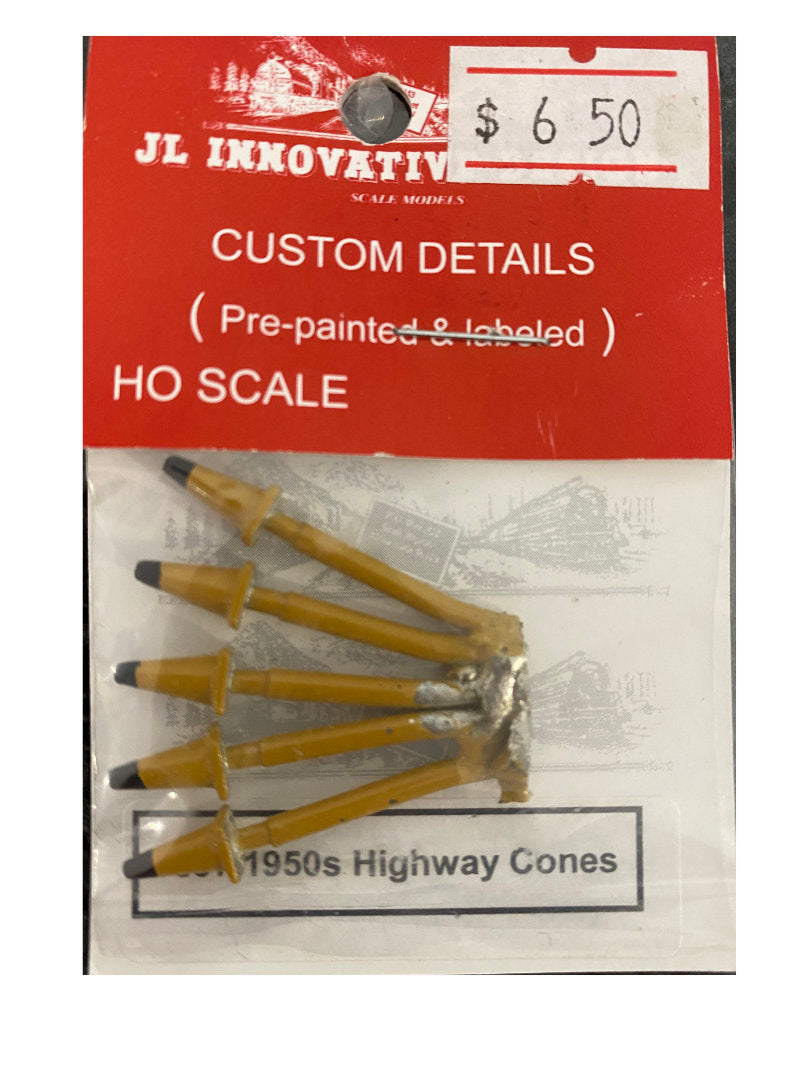 $ 6 50
JL INNOVATIV
SCALE MODELS
CUSTOM DETAILS
( Pre-painted & labeled )
HO SCALE
1950s Highway Cones